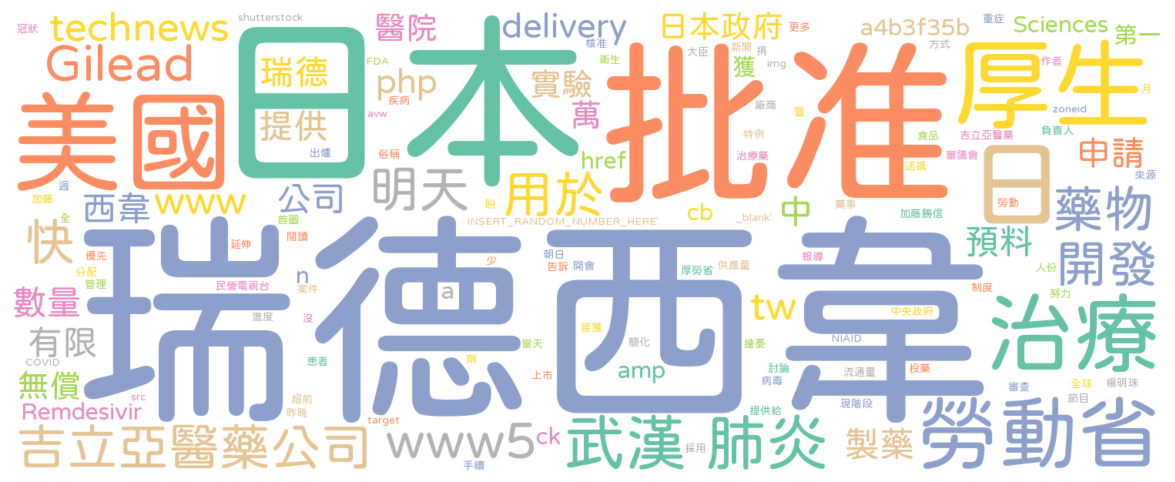 冠狀
technews
shutterstock
醫院
delivery
日本政府
更多
a4b3f35b
重症
Sciences
第一
Gilead
日本
瑞德
FDA
php
實驗
核准
衛生
大臣
新聞
捐
獲
img
批准
方式
厚生
作者
月
zoneid
美國
提供
疾病
avw
萬
廠商
螢
特例
食品
吉立亞醫藥
負責人
申請
出爐
俗稱
href
治療藥
審議會
送抵
日
來源
加藤
週
西韋
www
公司
明天
盼
用於
cb
_blank'
中
藥事
加藤勝信
勞動
藥物
快
全
首圖
INSERT_RANDOM_NUMBER_HERE'
預料
優先
延伸
閱讀
少
朝日
告訴
開會
厚勞省
供應量
報導
人份
開發
分配
管理
n
民營電視台
案件
a
瑞德西韋
制度
努力
數量
進度
沒
tw
中央政府
有限
患者
當天
接獲
簡化
擔憂
NIAID
治療
COVID
劑
amp
討論
流通量
投藥
無償
src
上市
病毒
現階段
審查
全球
楊明珠
節目
Remdesivir
超前
昨晚
target
提供給
吉立亞醫藥公司
www5
ck
武漢
肺炎
製藥
勞動省
手續
採用